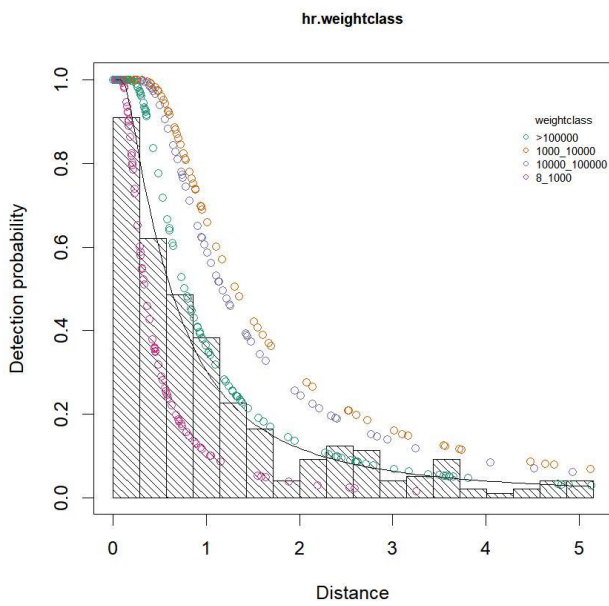 hr.weightclass
weightclass
>100000
1000_10000
10000_100000
8_1000
Detection probability
1.0
0.8
0.6
0.4
0.2
0.0
0 1 2 3 4 5
Distance